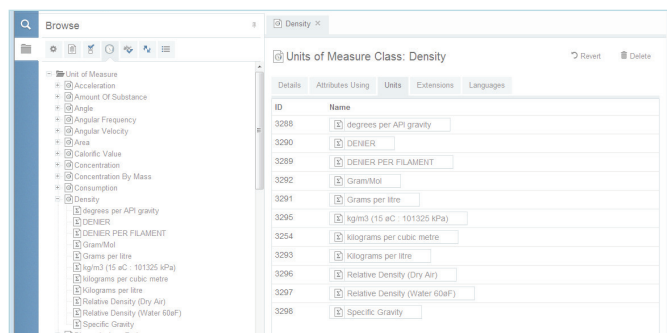 Browse
Unit of Measure
Acceleration
Amount Of Substance
Angle
Angular Frequency
Angular Velocity
Area
Calorific Value
Concentration
Concentration By Mass
Consumption
Density
degrees per API gravity
DENIER
DENIER PER FILAMENT
Gram/Mol
Grams per litre
kg/m3 (15 øC : 101325 kPa)
kilograms per cubic metre
Kilograms per litre
Relative Density (Dry Air)
Relative Density (Water 60øF)
Specific Gravity
Density ×
Units of Measure Class: Density
Revert Delete
Details Attributes Using Units Extensions Languages
ID Name
3288 degrees per API gravity
3290 DENIER
3289 DENIER PER FILAMENT
3292 Gram/Mol
3291 Grams per litre
3295 kg/m3 (15 øC : 101325 kPa)
3254 kilograms per cubic metre
3293 Kilograms per litre
3296 Relative Density (Dry Air)
3297 Relative Density (Water 60øF)
3298 Specific Gravity